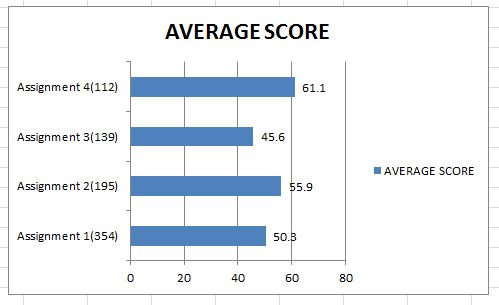 AVERAGE SCORE
Assignment 4(112)
61.1
Assignment 3(139)
45.6
Assignment 2(195)
55.9
Assignment 1(354)
50.3
AVERAGE SCORE
0 20 40 60 80